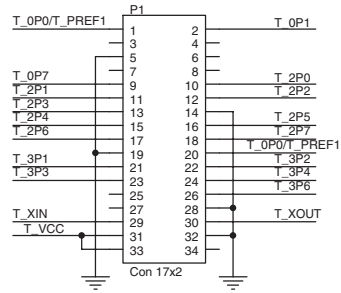 P1
T_0P0/T_PREF1 1 2 T_0P1
3 4
5 6
7 8
T_0P7 9 10 T_2P0
T_2P1 11 12 T_2P2
T_2P3 13 14
T_2P4 15 16 T_2P5
T_2P6 17 18 T_2P7
19 20 T_0P0/T_PREF1
T_3P1 21 22 T_3P2
T_3P3 23 24 T_3P4
25 26 T_3P6
27 28
T_XIN 29 30 T_XOUT
T_VCC 31 32
33 34
Con 17x2